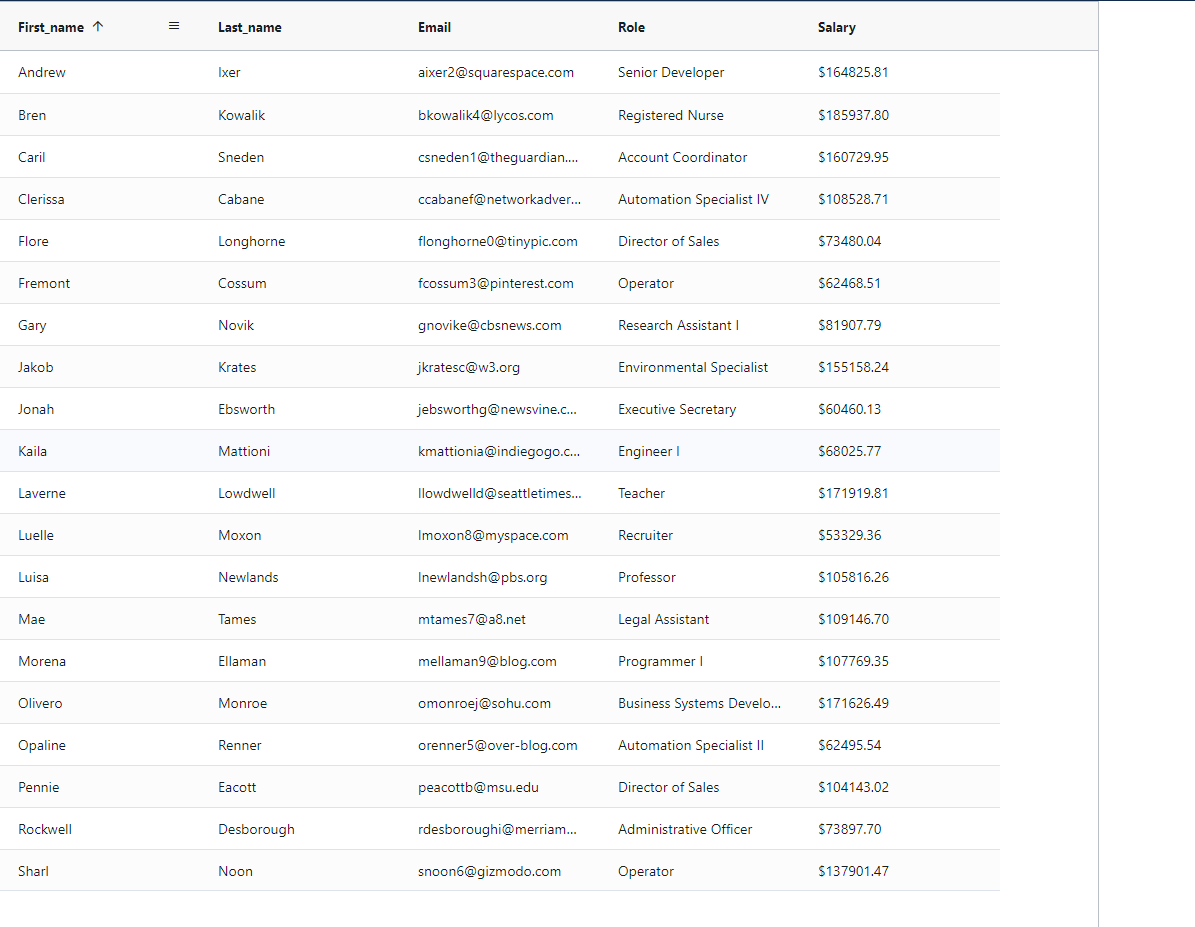 First_name Last_name Email Role Salary
Andrew Ixer aixer2@squarespace.com Senior Developer $164825.81
Bren Kowalik bkowalik4@lycos.com Registered Nurse $185937.80
Caril Sneden csneden1@theguardian.... Account Coordinator $160729.95
Clerissa Cabane ccabanef@networkadver... Automation Specialist IV $108528.71
Flore Longhorne flonghorne0@tinypic.com Director of Sales $73480.04
Fremont Cossum fcossum3@pinterest.com Operator $62468.51
Gary Novik gnovike@cbsnews.com Research Assistant I $81907.79
Jakob Krates jkratesc@w3.org Environmental Specialist $155158.24
Jonah Ebsworth jebsworthg@newsvine.c... Executive Secretary $60460.13
Kaila Mattioni kmattionia@indiegogo.c... Engineer I $68025.77
Laverne Lowdwell llowdwelld@seattletimes... Teacher $171919.81
Luelle Moxon lmoxon8@myspace.com Recruiter $53329.36
Luisa Newlands lnewlandsh@pbs.org Professor $105816.26
Mae Tames mtames7@a8.net Legal Assistant $109146.70
Morena Ellaman mellaman9@blog.com Programmer I $107769.35
Olivero Monroe omonroej@sohu.com Business Systems Develo... $171626.49
Opaline Renner orenner5@over-blog.com Automation Specialist II $62495.54
Pennie Eacott peacottb@msu.edu Director of Sales $104143.02
Rockwell Desborough rdesboroughi@merriam... Administrative Officer $73897.70
Sharl Noon snoon6@gizmodo.com Operator $137901.47